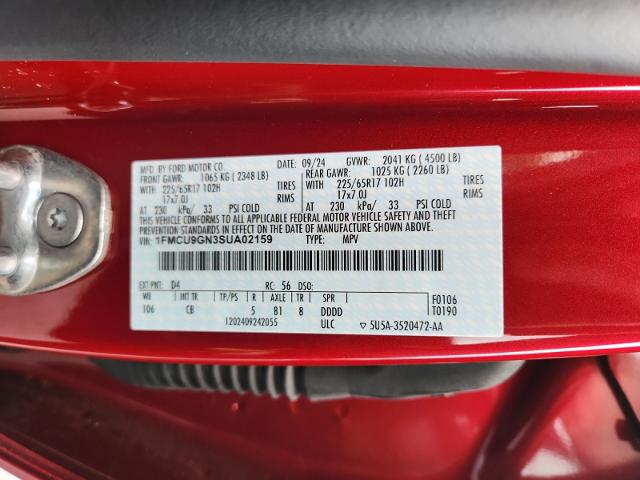 MFD. BY FORD MOTOR CO. 09/24 GVWR: 2041 KG ( 4500 LB)
FRONT GAWR: 1065 KG ( 2348 LB) REAR GAWR: 1025 KG ( 2260 LB)
WITH 225/65R17 102H TIRES WITH 225/65R17 102H TIRES
17x7.0J RIMS 17x7.0J RIMS
AT 230 kPa/ 33 PSI COLD AT 230 kPa/ 33 PSI COLD
THIS VEHICLE CONFORMS TO ALL APPLICABLE FEDERAL MOTOR VEHICLE SAFETY AND THEFT
PREVENTION STANDARDS IN EFFECT ON THE DATE OF MANUFACTURE SHOWN ABOVE.
1FMCU9GN3SUA02159 TYPE: MPV
EXT PNT: D4 RC: 56 DSO: F0106
WB INT TR TP/PS R AXLE TR SPR T0190
106 CB 5 81 8 DDDD
1202409242055 ULC ▽ 5U5A-3520472-AA